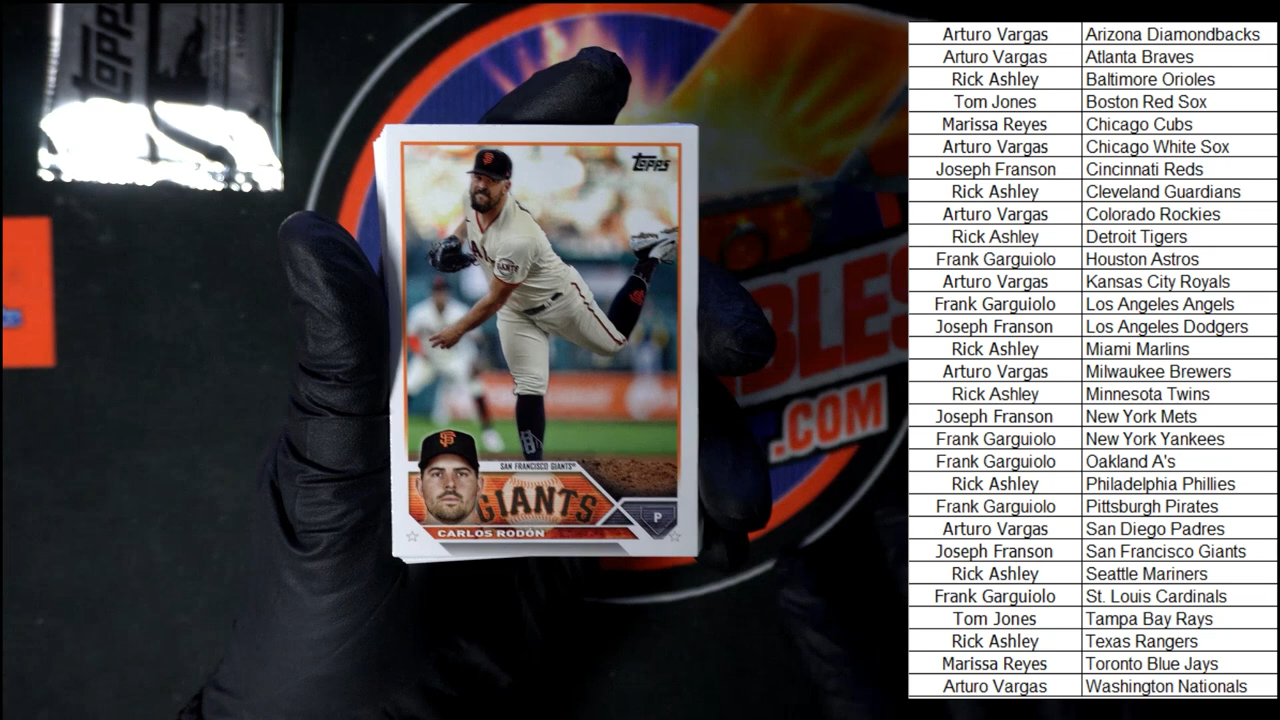 topps
Topps
GIANTS
SAN FRANCISCO GIANTS
GIANTS
P
CARLOS RODÓN
BLES
.COM
Arturo Vargas Arizona Diamondbacks
Arturo Vargas Atlanta Braves
Rick Ashley Baltimore Orioles
Tom Jones Boston Red Sox
Marissa Reyes Chicago Cubs
Arturo Vargas Chicago White Sox
Joseph Franson Cincinnati Reds
Rick Ashley Cleveland Guardians
Arturo Vargas Colorado Rockies
Rick Ashley Detroit Tigers
Frank Garguiolo Houston Astros
Arturo Vargas Kansas City Royals
Frank Garguiolo Los Angeles Angels
Joseph Franson Los Angeles Dodgers
Rick Ashley Miami Marlins
Arturo Vargas Milwaukee Brewers
Rick Ashley Minnesota Twins
Joseph Franson New York Mets
Frank Garguiolo New York Yankees
Frank Garguiolo Oakland A's
Rick Ashley Philadelphia Phillies
Frank Garguiolo Pittsburgh Pirates
Arturo Vargas San Diego Padres
Joseph Franson San Francisco Giants
Rick Ashley Seattle Mariners
Frank Garguiolo St. Louis Cardinals
Tom Jones Tampa Bay Rays
Rick Ashley Texas Rangers
Marissa Reyes Toronto Blue Jays
Arturo Vargas Washington Nationals